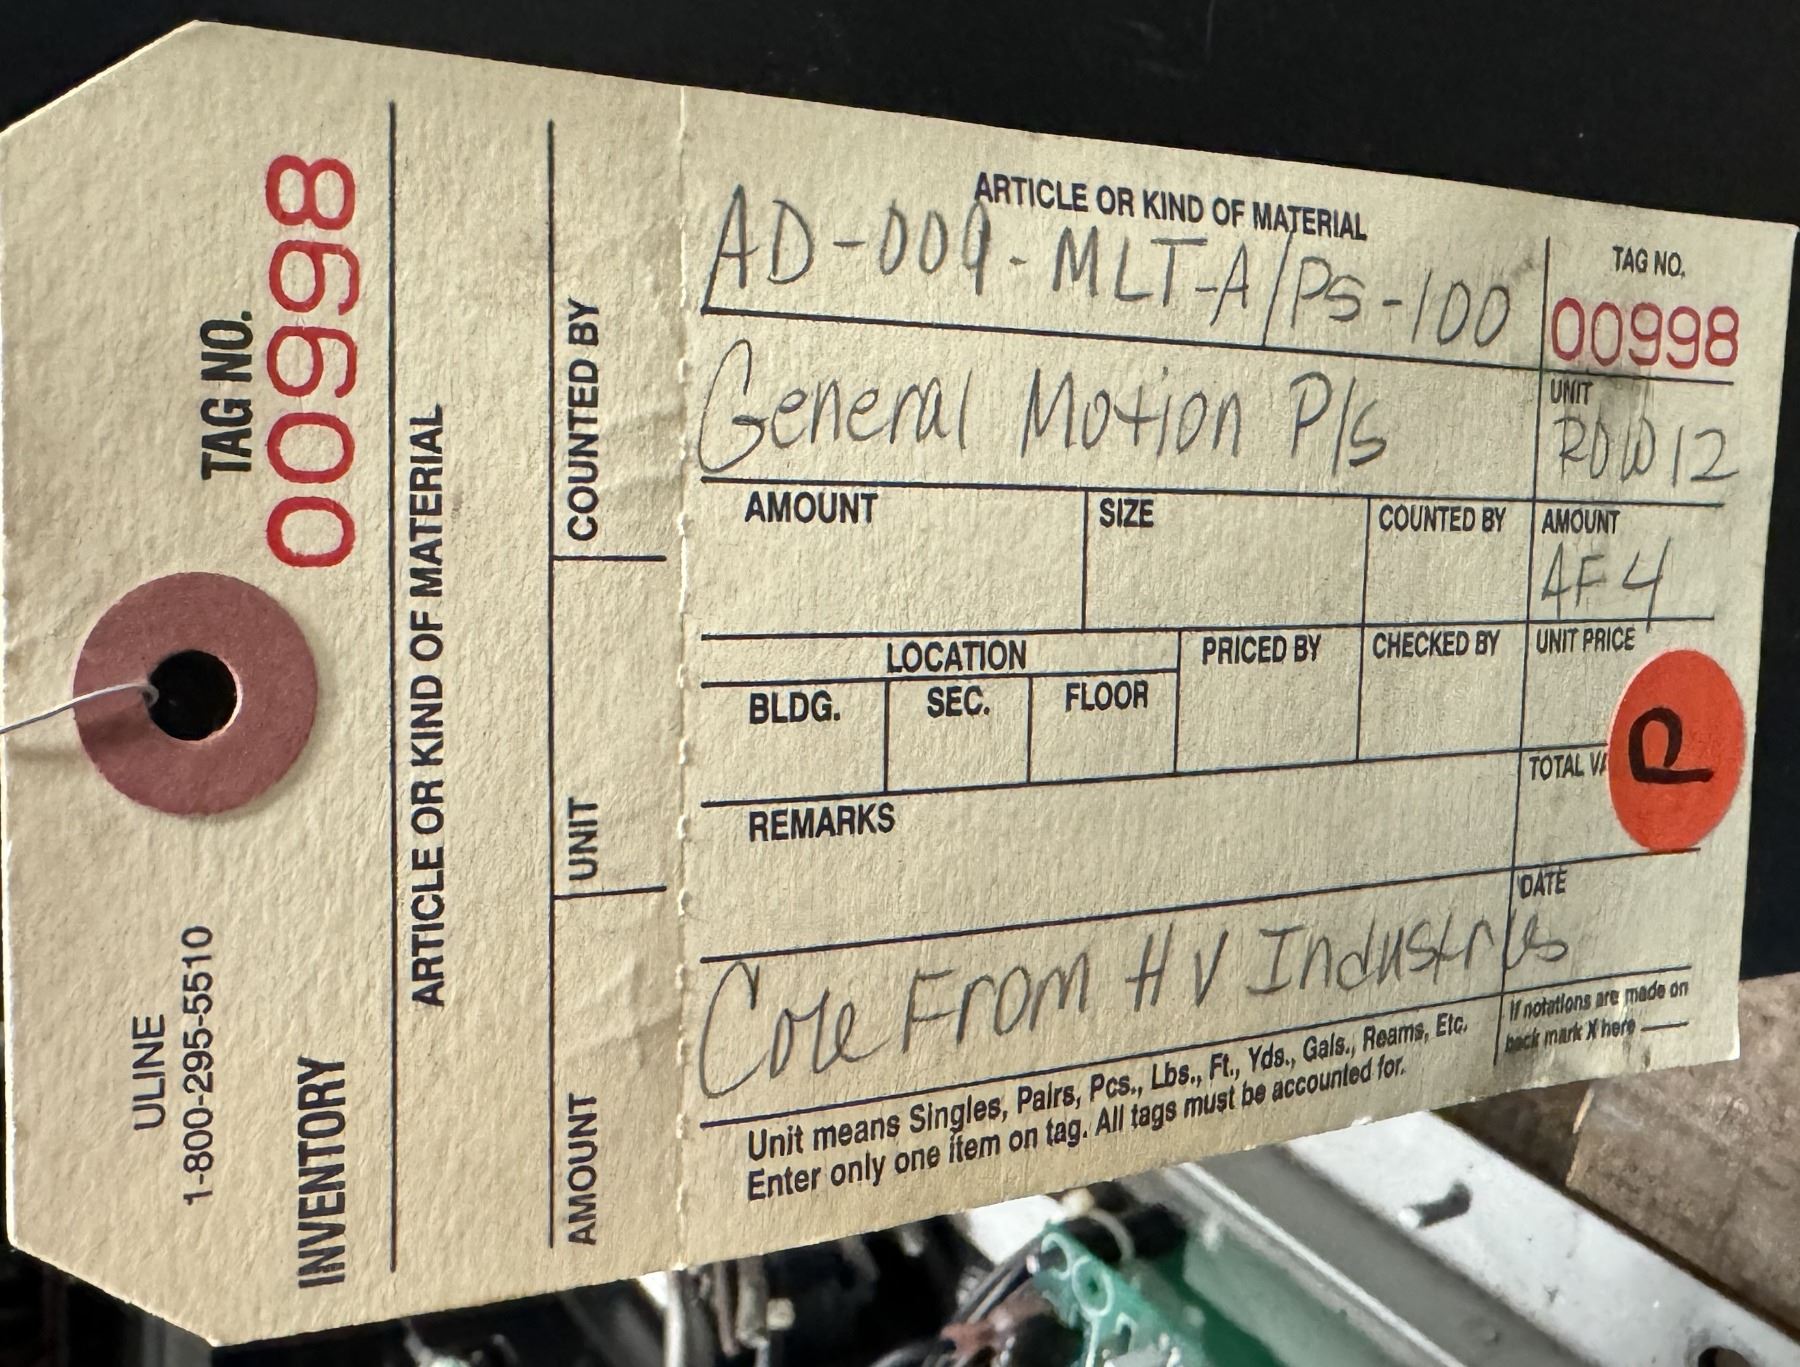 TAG NO.
00998
ULINE
1-800-295-5510
INVENTORY
ARTICLE OR KIND OF MATERIAL
COUNTED BY
UNIT
AMOUNT
ARTICLE OR KIND OF MATERIAL
AD-009-MLT-A/PS-100
TAG NO.
00998
General Motion P/s
UNIT
ROW 12
AMOUNT
SIZE
COUNTED BY
AMOUNT
AF4
LOCATION
PRICED BY
CHECKED BY
UNIT PRICE
BLDG.
SEC.
FLOOR
TOTAL VA
P
REMARKS
DATE
Core From HV Industries
Unit means Singles, Pairs, Pcs., Lbs., Ft., Yds., Gals., Reams, Etc.
Enter only one item on tag. All tags must be accounted for.
If notations are made on
back mark X here